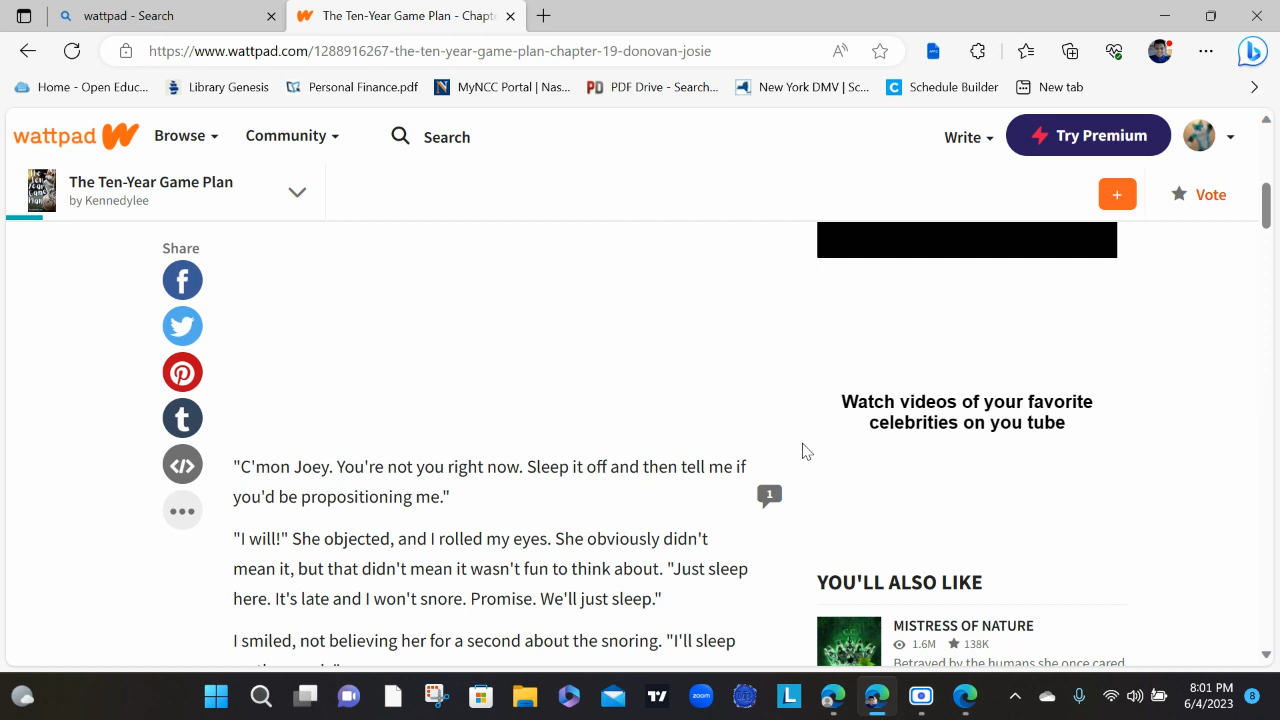 wattpad - Search
The Ten-Year Game Plan - Chapte
https://www.wattpad.com/1288916267-the-ten-year-game-plan-chapter-19-donovan-josie
Home - Open Educ...
Library Genesis
Personal Finance.pdf
MyNCC Portal | Nas...
PDF Drive - Search...
New York DMV | Sc...
Schedule Builder
New tab
wattpad
Browse
Community
Search
Write
Try Premium
The Ten-Year Game Plan
by Kennedylee
+
Vote
Share
Watch videos of your favorite
celebrities on you tube
"C'mon Joey. You're not you right now. Sleep it off and then tell me if
you'd be propositioning me."
1
"I will!" She objected, and I rolled my eyes. She obviously didn't
mean it, but that didn't mean it wasn't fun to think about. "Just sleep
here. It's late and I won't snore. Promise. We'll just sleep."
I smiled, not believing her for a second about the snoring. "I'll sleep
YOU'LL ALSO LIKE
MISTRESS OF NATURE
1.6M 138K
Betrayed by the humans she once cared
zoom
8:01 PM
6/4/2023
8